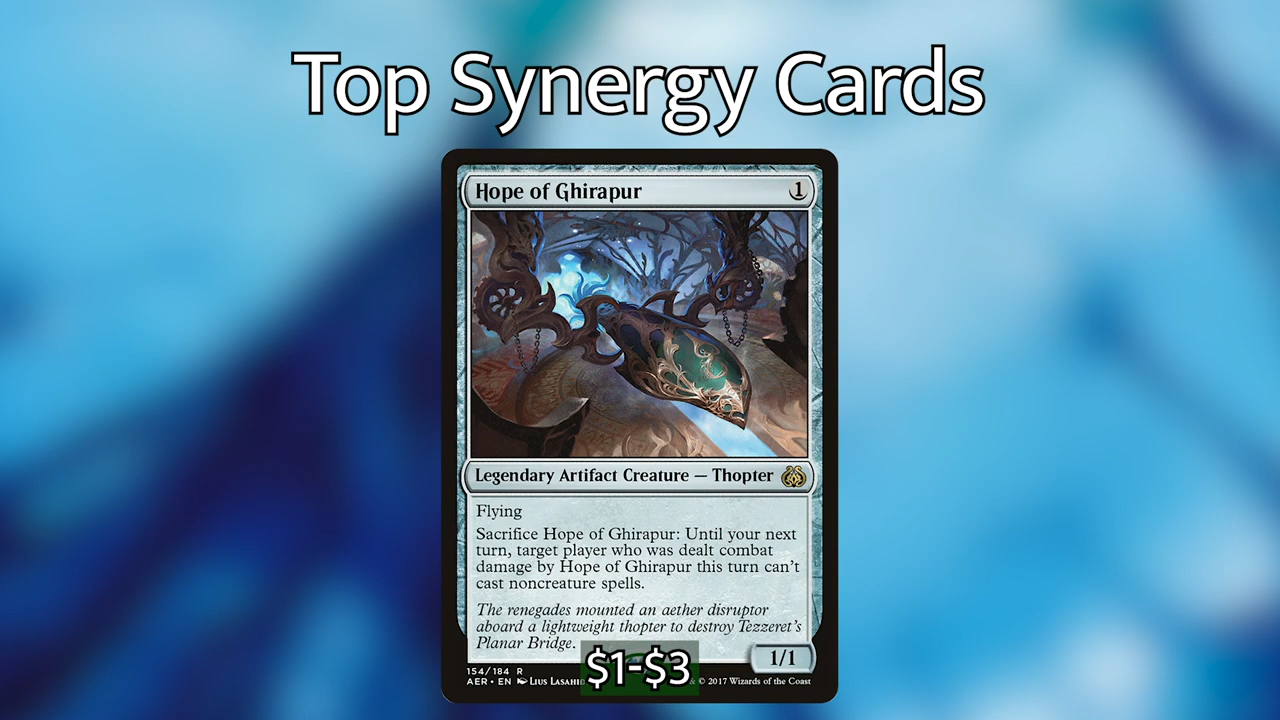 Top Synergy Cards
Hope of Ghirapur 1
Legendary Artifact Creature — Thopter
Flying
Sacrifice Hope of Ghirapur: Until your next
turn, target player who was dealt combat
damage by Hope of Ghirapur this turn can't
cast noncreature spells.
The renegades mounted an aether disruptor
aboard a lightweight thopter to destroy Tezzeret's
Planar Bridge.
1/1
$1-$3
154/184 R
AER • EN Lius Lasahi & © 2017 Wizards of the Coast